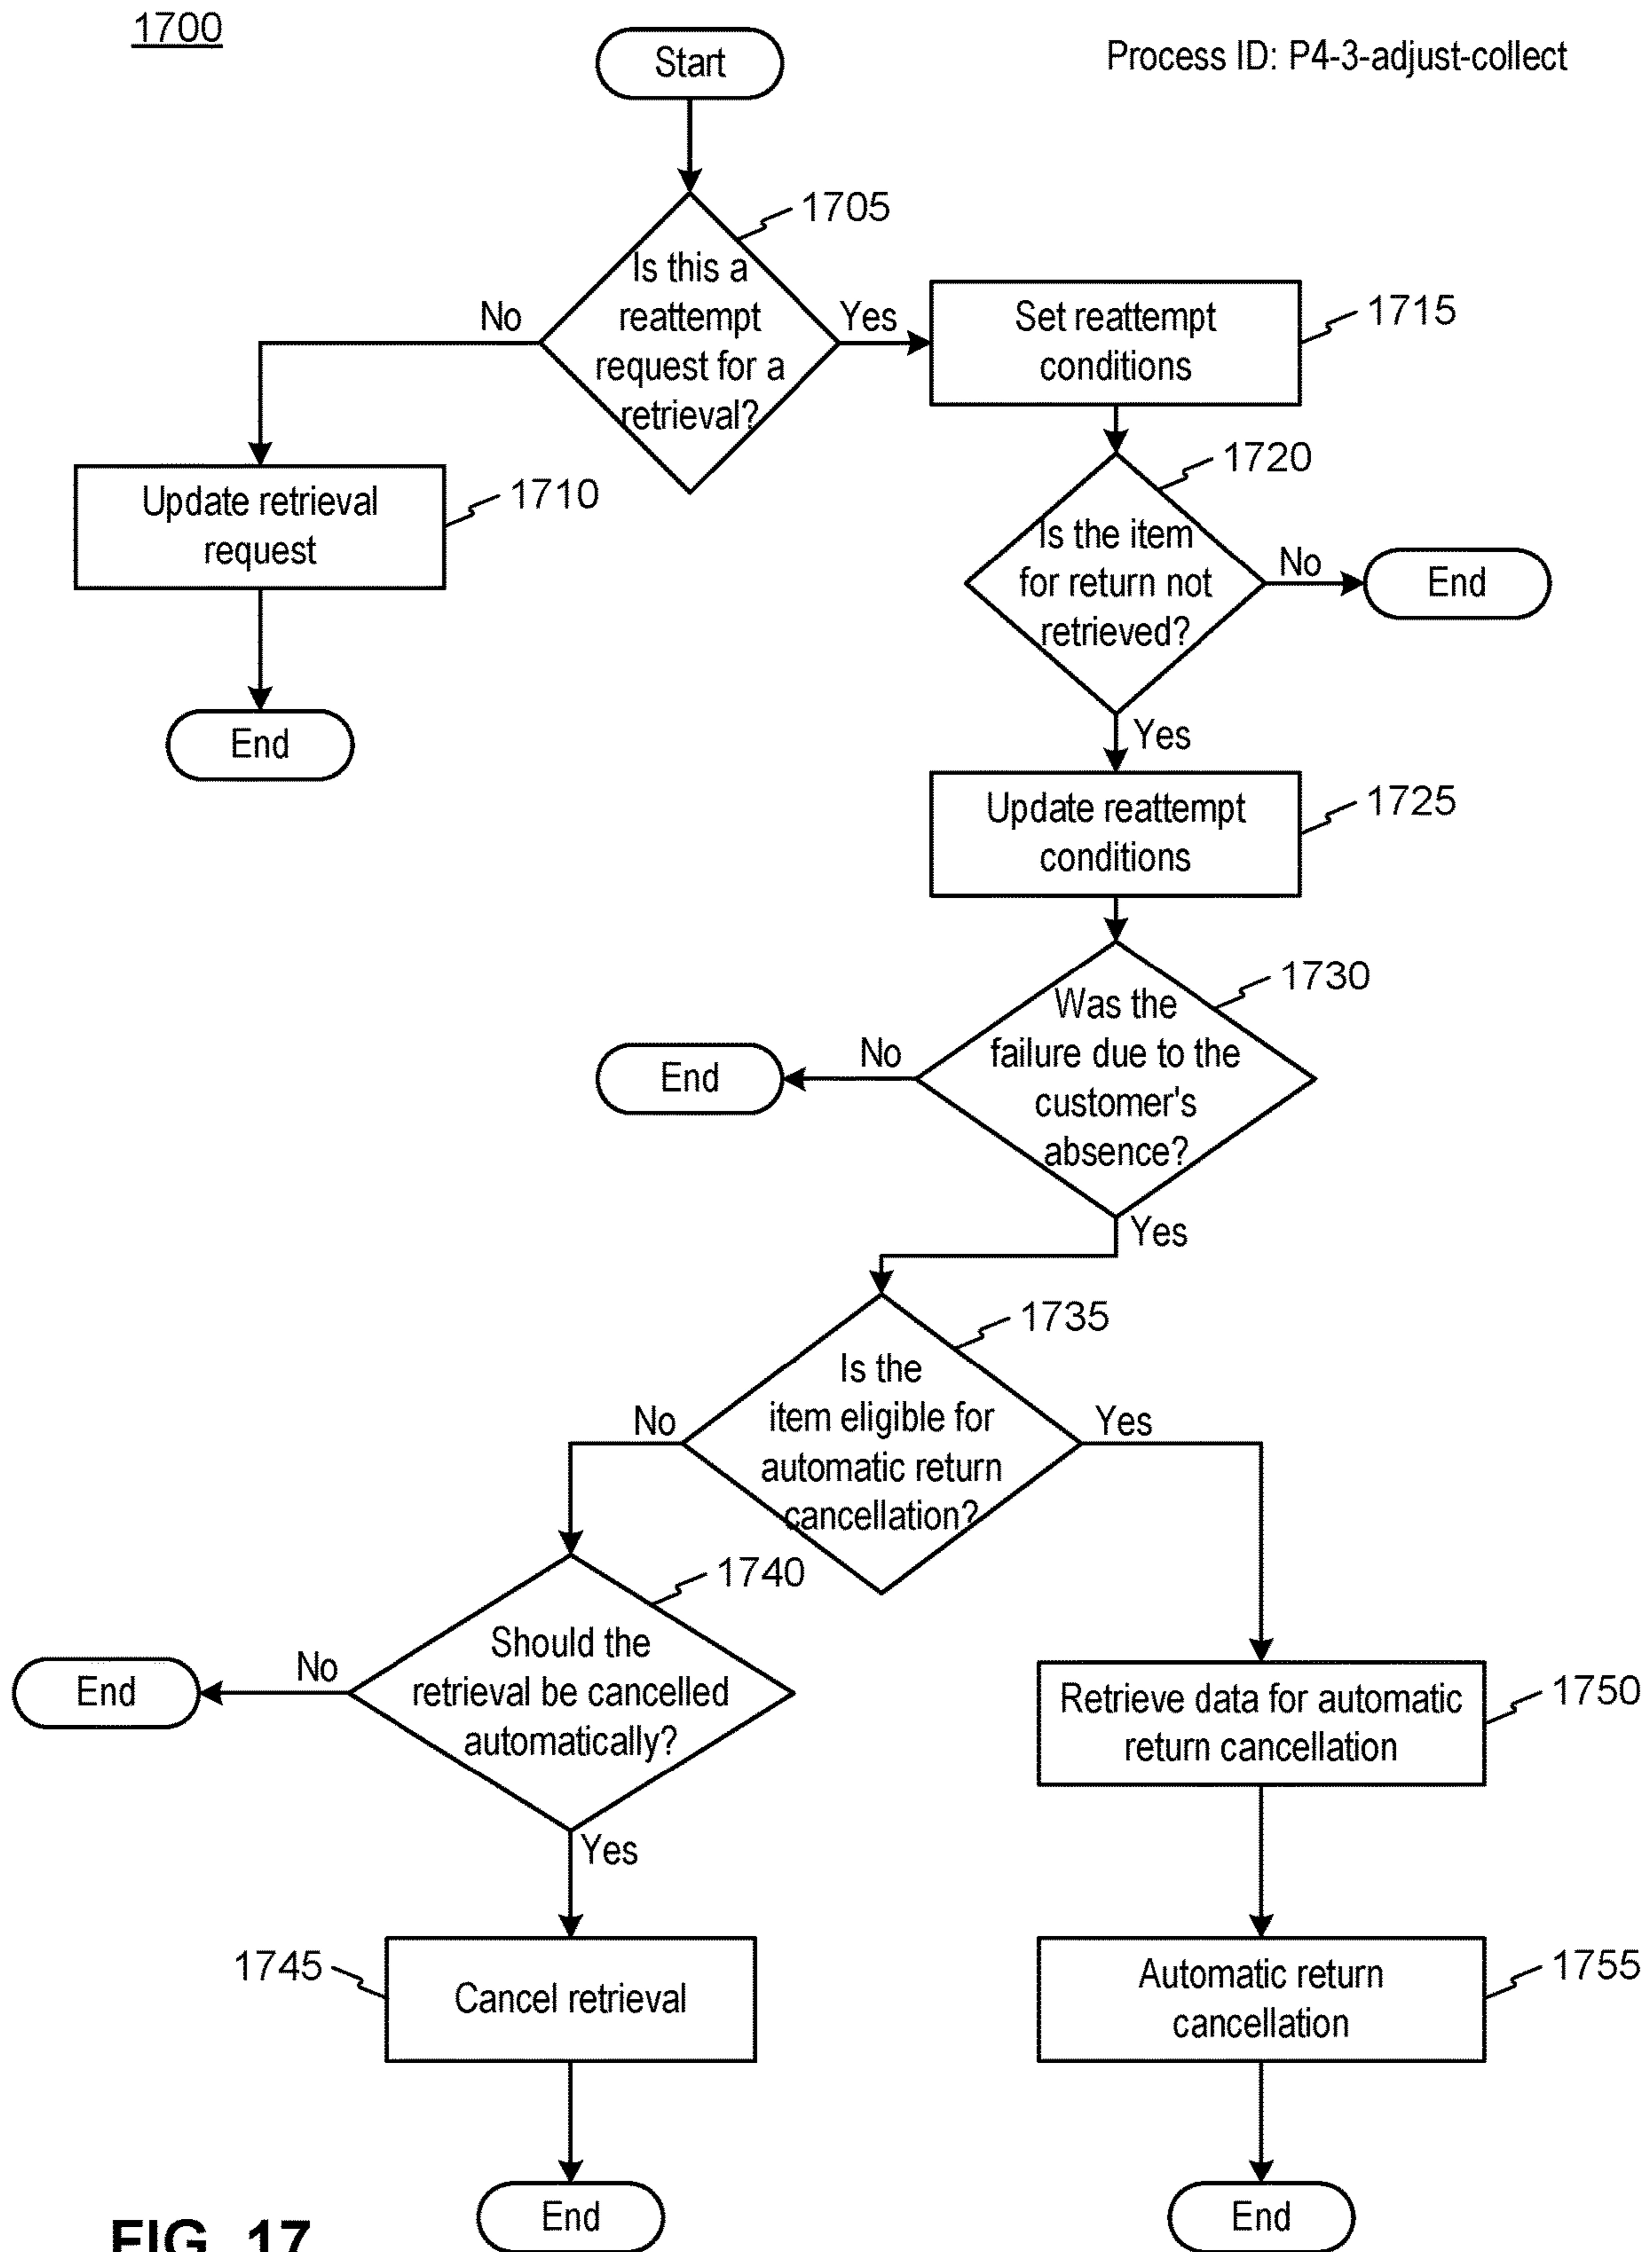 1700
Process ID: P4-3-adjust-collect
Start
1705
Is this a
reattempt
request for a
retrieval?
No
Yes
Set reattempt
conditions
1715
Update retrieval
request
1710
End
1720
Is the item
for return not
retrieved?
No
End
Yes
Update reattempt
conditions
1725
1730
Was the
failure due to the
customer's
absence?
No
End
Yes
1735
Is the
item eligible for
automatic return
cancellation?
No
Yes
1740
Should the
retrieval be cancelled
automatically?
No
End
Yes
Retrieve data for automatic
return cancellation
1750
1745
Cancel retrieval
Automatic return
cancellation
1755
End
End
FIG. 17